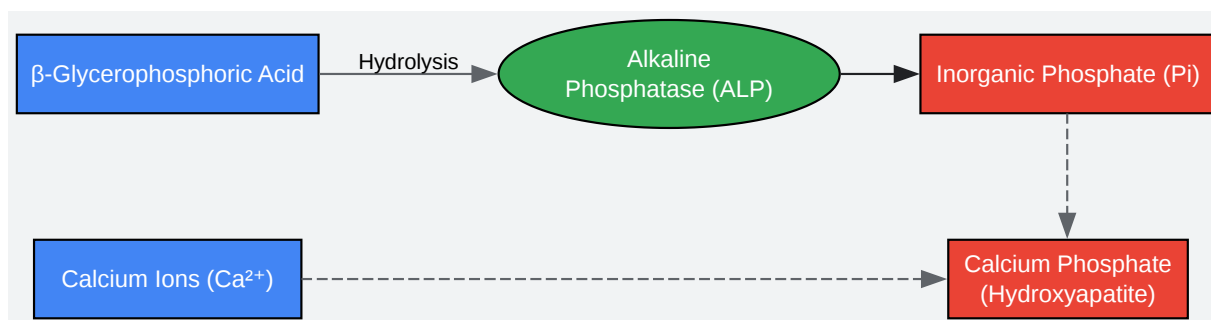 β-Glycerophosphoric Acid
Hydrolysis
Alkaline
Phosphatase (ALP)
Inorganic Phosphate (Pi)
Calcium Ions (Ca²⁺)
Calcium Phosphate
(Hydroxyapatite)